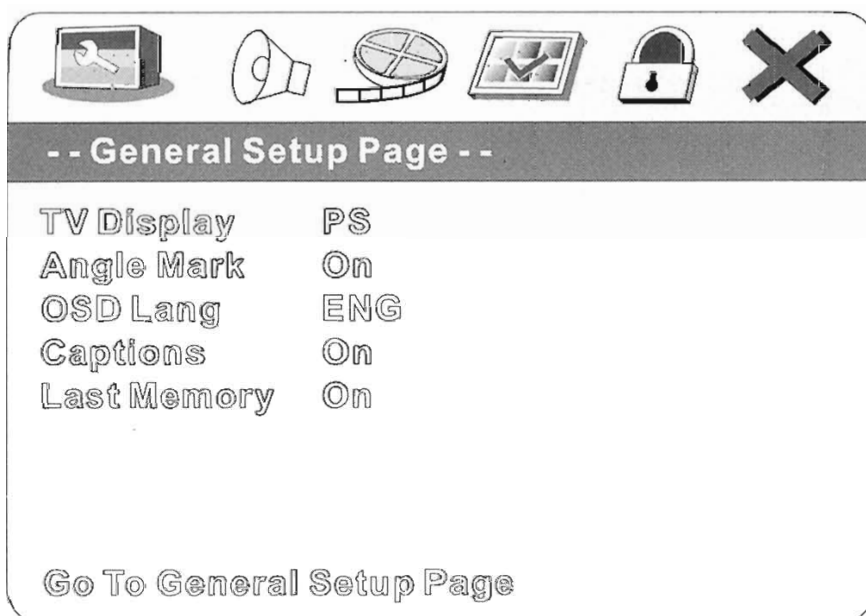 - - General Setup Page - -
TV Display PS
Angle Mark On
OSD Lang ENG
Captions On
Last Memory On
Go To General Setup Page